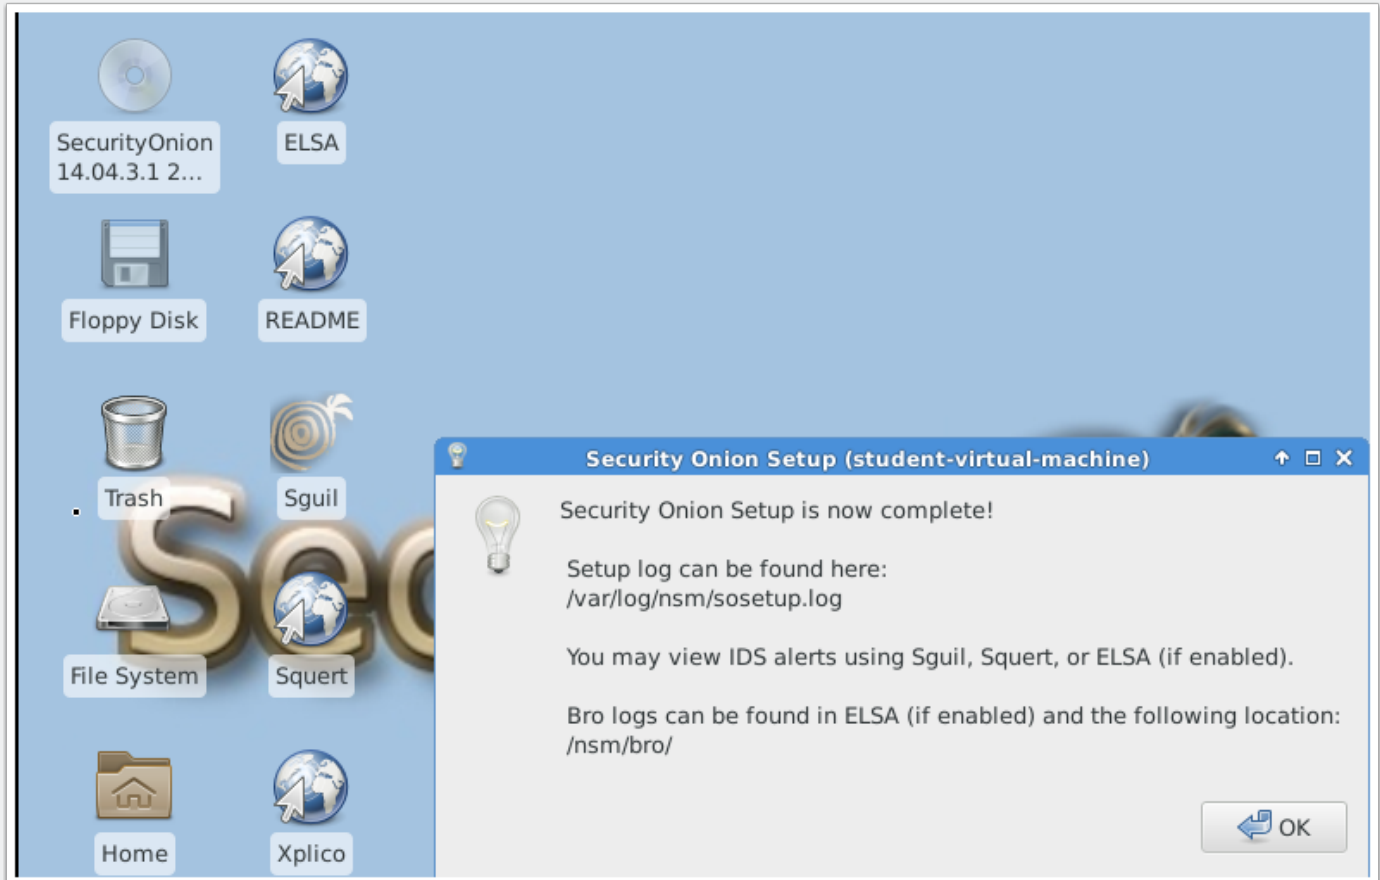 SecurityOnion
14.04.3.1 2...
ELSA
Floppy Disk
README
Trash
Sguil
File System
Squert
Home
Xplico
Sec
Security Onion Setup (student-virtual-machine)
Security Onion Setup is now complete!
Setup log can be found here:
/var/log/nsm/sosetup.log
You may view IDS alerts using Sguil, Squert, or ELSA (if enabled).
Bro logs can be found in ELSA (if enabled) and the following location:
/nsm/bro/
OK